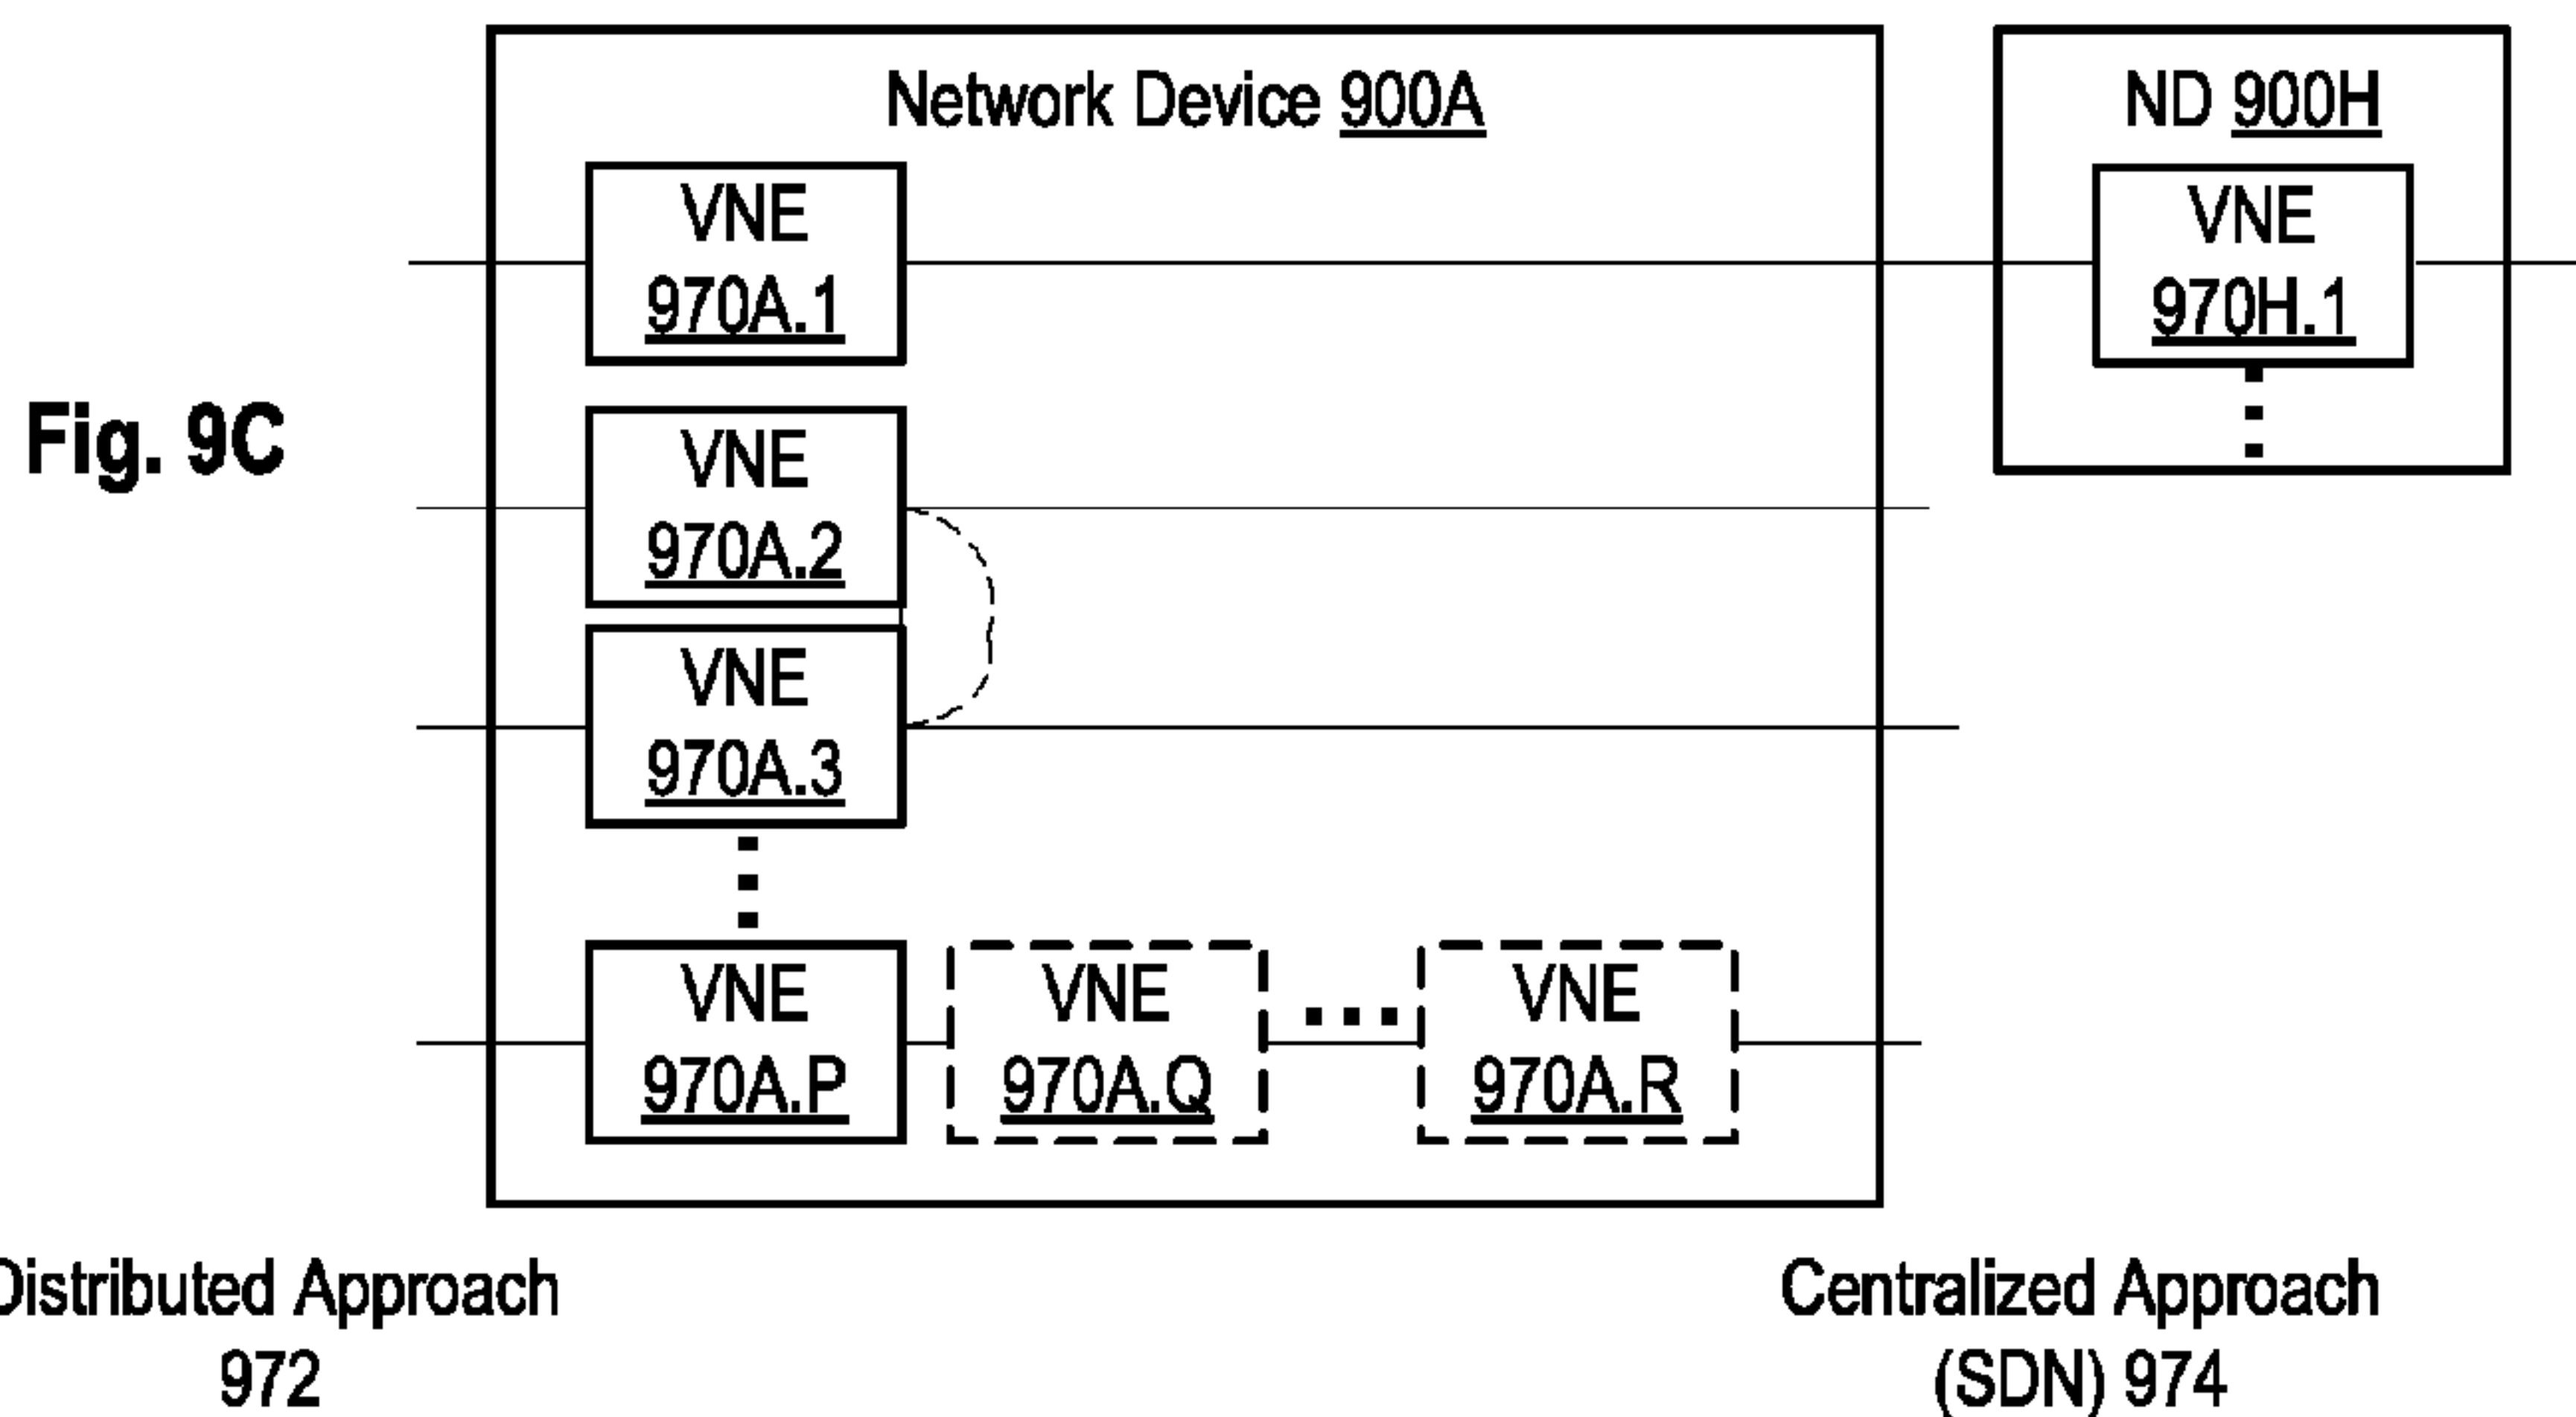 Network Device 900A
ND 900H
VNE
970A.1
VNE
970H.1
Fig. 9C
VNE
970A.2
VNE
970A.3
VNE
970A.P
VNE
970A.Q
VNE
970A.R
Distributed Approach
972
Centralized Approach
(SDN) 974